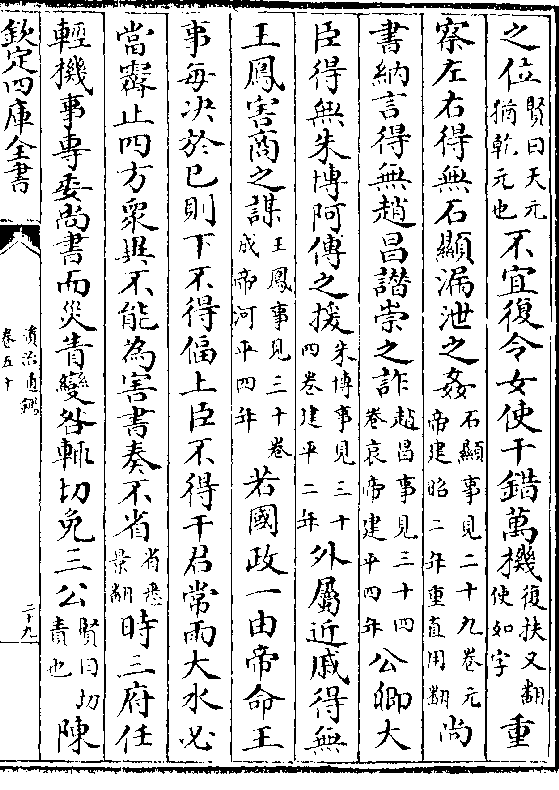 之位賢曰天元猶乾元也不宜復令女使干錯萬機復扶又翻使如字重
察左右得無石顯漏泄之姦石顯事見二十九卷元帝建昭二年重直用翻尚
書納言得無趙昌譖崇之詐趙昌事見三十四卷哀帝建平四年公卿大
臣得無朱博阿傅之援朱博事見三十四卷建平二年外屬近戚得無
王鳳害商之謀王鳳事見三十卷成帝河平四年若國政一由帝命王
事每决於已則下不得偪上臣不得干君常雨大水必
當霽止四方衆異不能為害書奏不省省悉景翻時三府任
輕機事專委尚書而災眚變咎輒切免三公賢曰切責也陳
欽定四庫全書
資治通鑑
卷五十
二十九